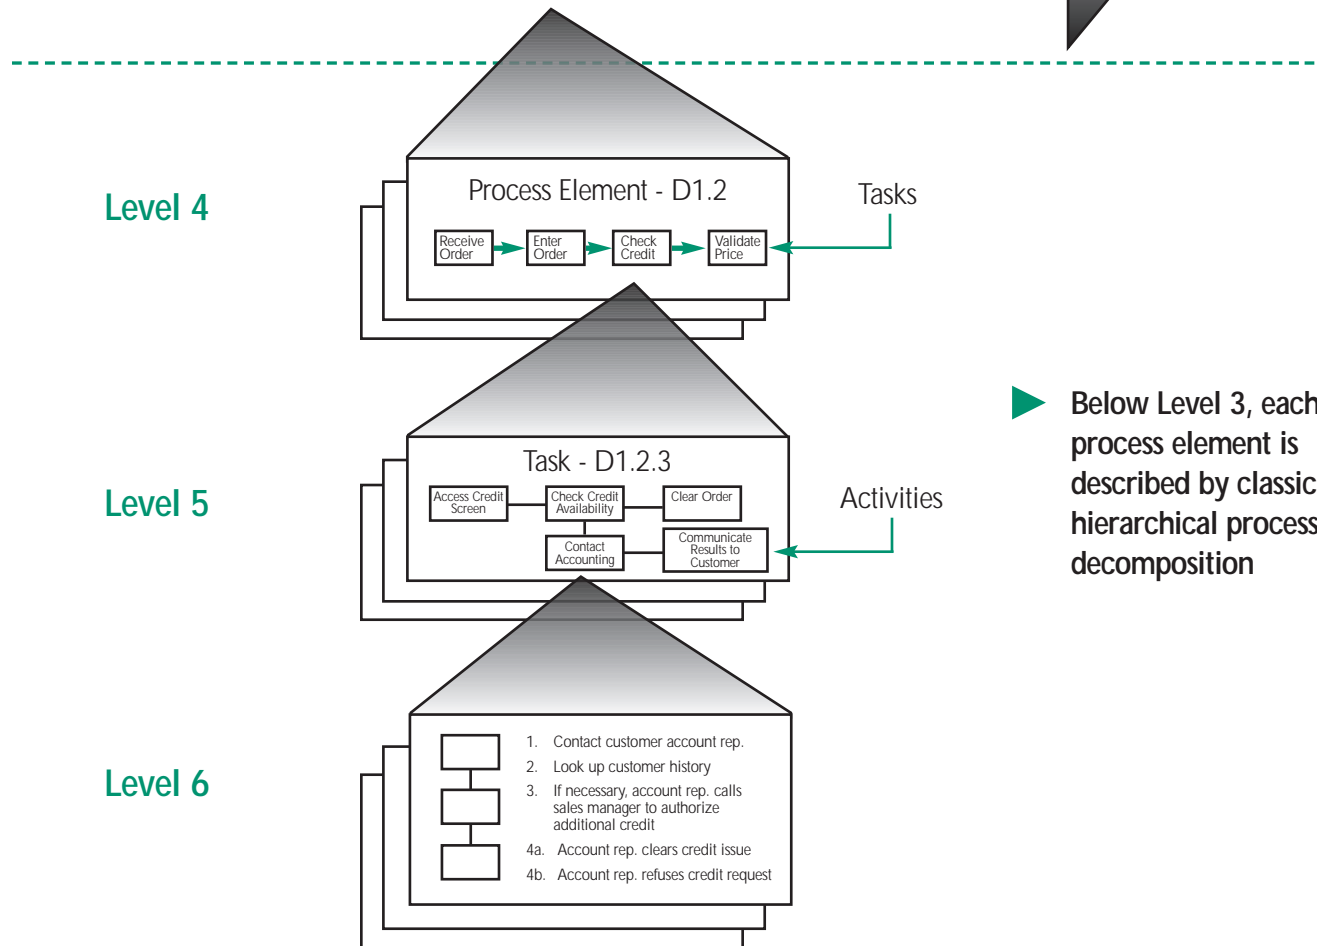 Level 4
Process Element - D1.2
Tasks
Receive
Order
Enter
Order
Check
Credit
Validate
Price
Level 5
Task - D1.2.3
Activities
Access Credit
Screen
Check Credit
Availability
Clear Order
Contact
Accounting
Communicate
Results to
Customer
Below Level 3, each
process element is
described by classic
hierarchical process
decomposition
Level 6
1. Contact customer account rep.
2. Look up customer history
3. If necessary, account rep. calls
sales manager to authorize
additional credit
4a. Account rep. clears credit issue
4b. Account rep. refuses credit request